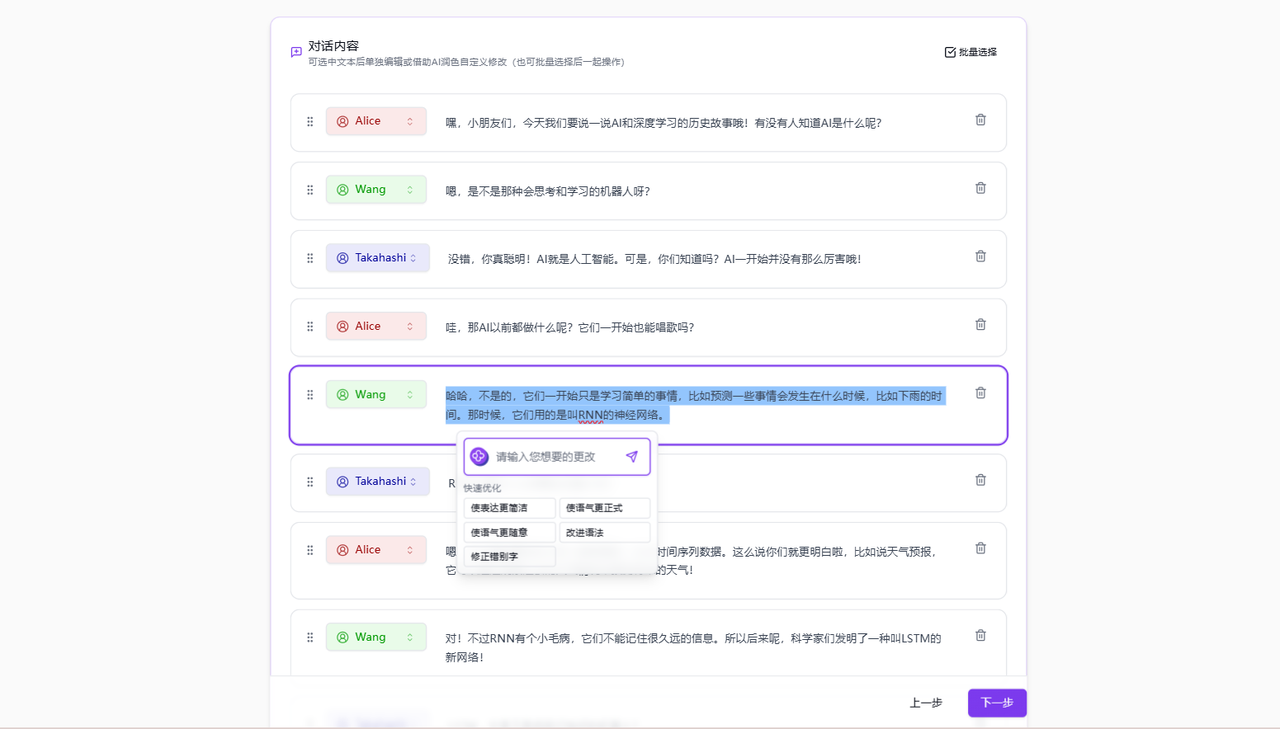 对话内容
可选中文本后单独编辑或借助AI润色自定义修改（也可批量选择后一起操作）
批量选择
Alice
嘿，小朋友们，今天我们要说一说AI和深度学习的历史故事哦！有没有人知道AI是什么呢？
Wang
嗯，是不是那种会思考和学习的机器人呀？
Takahashi
没错，你真聪明！AI就是人工智能。可是，你们知道吗？AI一开始并没有那么厉害哦！
Alice
哇，那AI以前都做什么呢？它们一开始也能唱歌吗？
Wang
哈哈，不是的，它们一开始只是学习简单的事情，比如预测一些事情会发生在什么时候，比如下雨的时
间。那时候，它们用的是叫RNN的神经网络。
请输入您想要的更改
快速优化
使表达更简洁
使语气更正式
使语气更随意
改进语法
修正错别字
Takahashi
R
Alice
嗯
时间序列数据。这么说你们就更明白啦，比如说天气预报，
它
的天气！
Wang
对！不过RNN有个小毛病，它们不能记住很久远的信息。所以后来呢，科学家们发明了一种叫LSTM的
新网络！
上一步
下一步